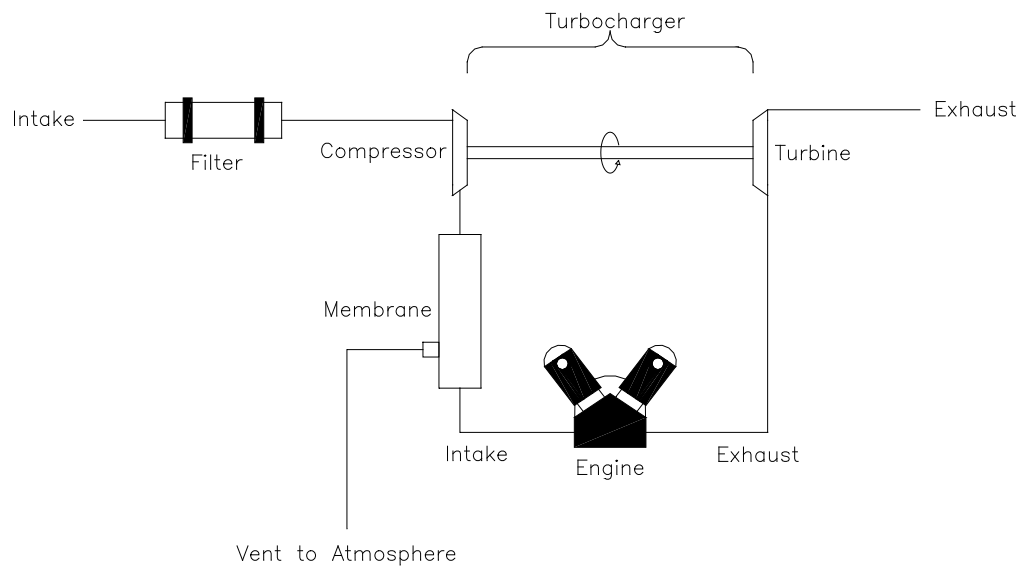 Turbocharger
Intake
Exhaust
Filter
Compressor
Turbine
Membrane
Intake
Engine
Exhaust
Vent to Atmosphere